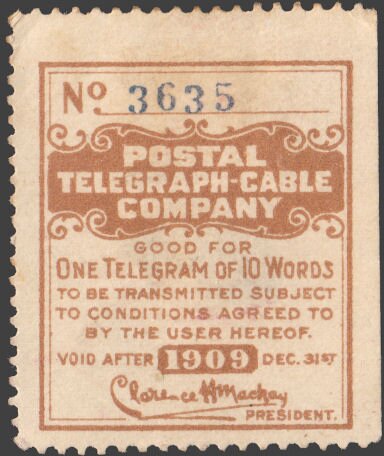 No 3635
POSTAL
TELEGRAPH-CABLE
COMPANY
GOOD FOR
ONE TELEGRAM OF 10 WORDS
TO BE TRANSMITTED SUBJECT
TO CONDITIONS AGREED TO
BY THE USER HEREOF.
VOID AFTER 1909 DEC. 31ST
Clarence H Mackay
PRESIDENT.